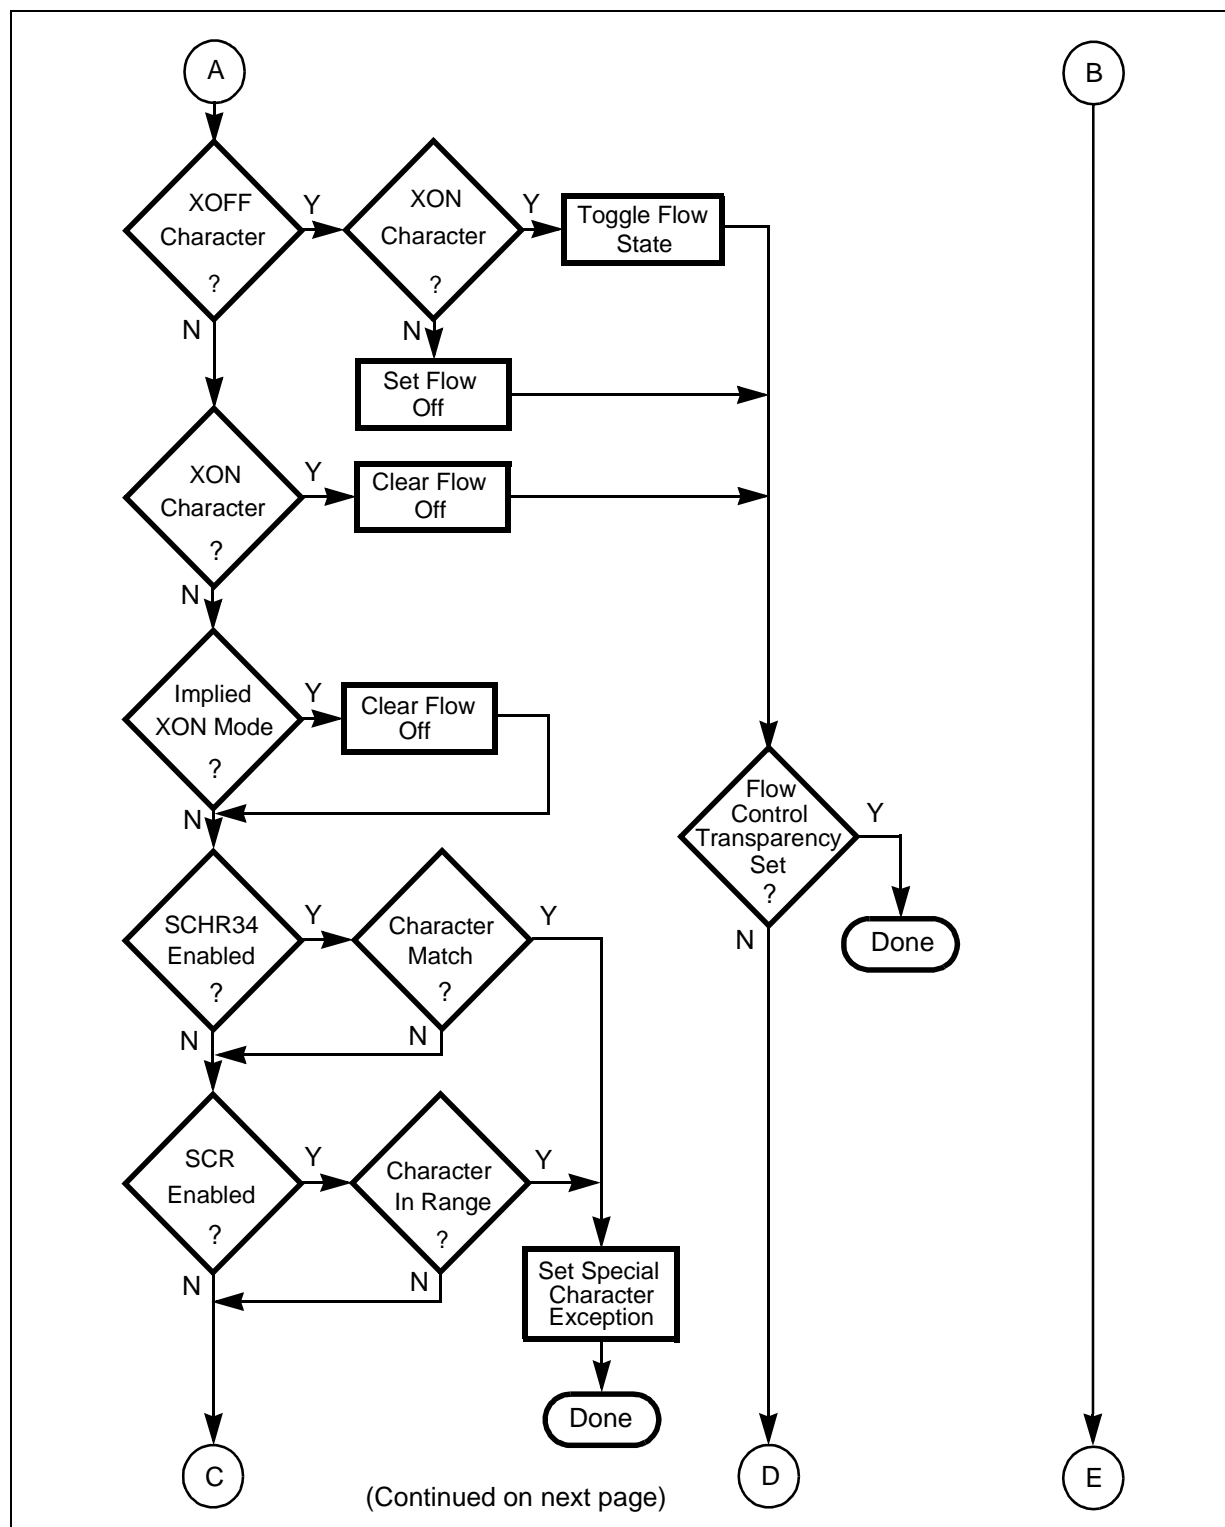 A
B
XOFF
Character
?
Y
N
XON
Character
?
Y
N
Toggle Flow
State
Set Flow
Off
XON
Character
?
Y
N
Clear Flow
Off
Implied
XON Mode
?
Y
N
Clear Flow
Off
Flow
Control
Transparency
Set
?
Y
N
Done
SCHR34
Enabled
?
Y
N
Character
Match
?
Y
N
SCR
Enabled
?
Y
N
Character
In Range
?
Y
N
Set Special
Character
Exception
Done
C
D
E
(Continued on next page)